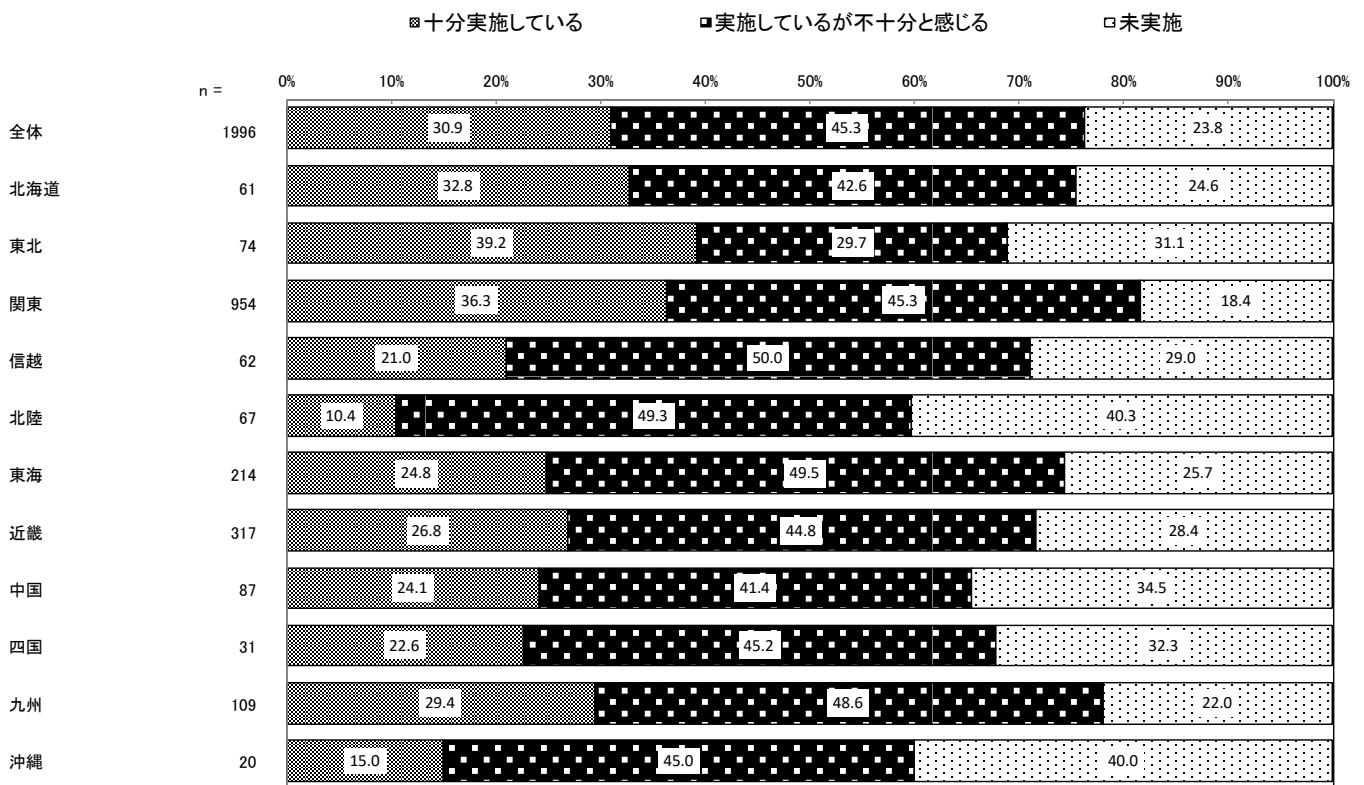 十分実施している 実施しているが不十分と感じる 未実施
n = 0% 10% 20% 30% 40% 50% 60% 70% 80% 90% 100%
全体 1996 30.9 45.3 23.8
北海道 61 32.8 42.6 24.6
東北 74 39.2 29.7 31.1
関東 954 36.3 45.3 18.4
信越 62 21.0 50.0 29.0
北陸 67 10.4 49.3 40.3
東海 214 24.8 49.5 25.7
近畿 317 26.8 44.8 28.4
中国 87 24.1 41.4 34.5
四国 31 22.6 45.2 32.3
九州 109 29.4 48.6 22.0
沖縄 20 15.0 45.0 40.0